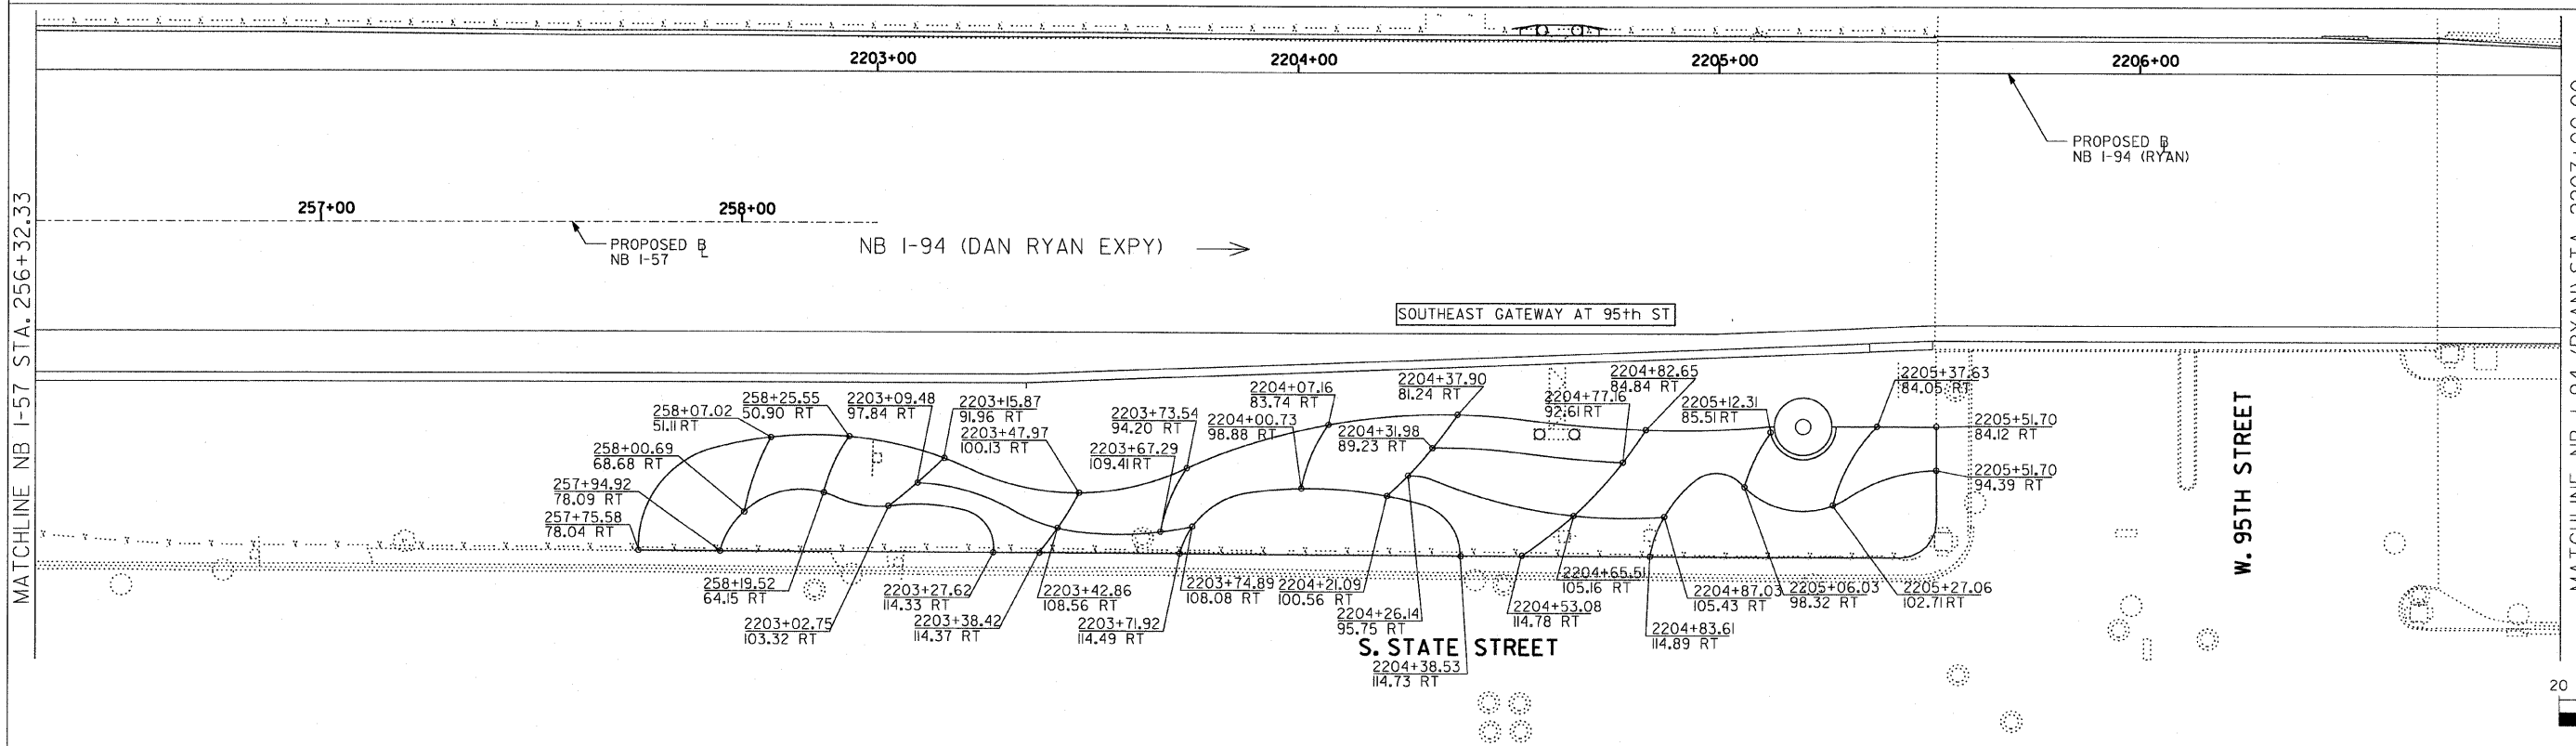 2203+00
2204+00
2205+00
2206+00
PROPOSED BL
NB I-94 (RYAN)
257+00
258+00
PROPOSED BL
NB I-57
NB I-94 (DAN RYAN EXPY)
MATCHLINE NB I-57 STA. 256+32.33
SOUTHEAST GATEWAY AT 95th ST
258+07.02
51.11 RT
258+25.55
50.90 RT
2203+09.48
97.84 RT
2203+15.87
91.96 RT
2203+47.97
100.13 RT
2203+73.54
94.20 RT
2203+67.29
109.41 RT
2204+07.16
83.74 RT
2204+00.73
98.88 RT
2204+37.90
81.24 RT
2204+31.98
89.23 RT
2204+82.65
84.84 RT
2204+77.16
92.61 RT
2205+12.31
85.51 RT
2205+37.63
84.05 RT
2205+51.70
84.12 RT
2205+51.70
94.39 RT
258+00.69
68.68 RT
257+94.92
78.09 RT
257+75.58
78.04 RT
258+19.52
64.15 RT
2203+02.75
103.32 RT
2203+27.62
114.33 RT
2203+38.42
114.37 RT
2203+42.86
108.56 RT
2203+71.92
114.49 RT
2203+74.89
108.08 RT
2204+21.09
100.56 RT
2204+26.14
95.75 RT
2204+38.53
114.73 RT
2204+53.08
114.78 RT
2204+65.51
105.16 RT
2204+83.61
114.89 RT
2204+87.03
105.43 RT
2205+06.03
98.32 RT
2205+27.06
102.71 RT
S. STATE STREET
W. 95TH STREET
MATCHLINE NB I-94 (RYAN) STA. 2207+00.00
20